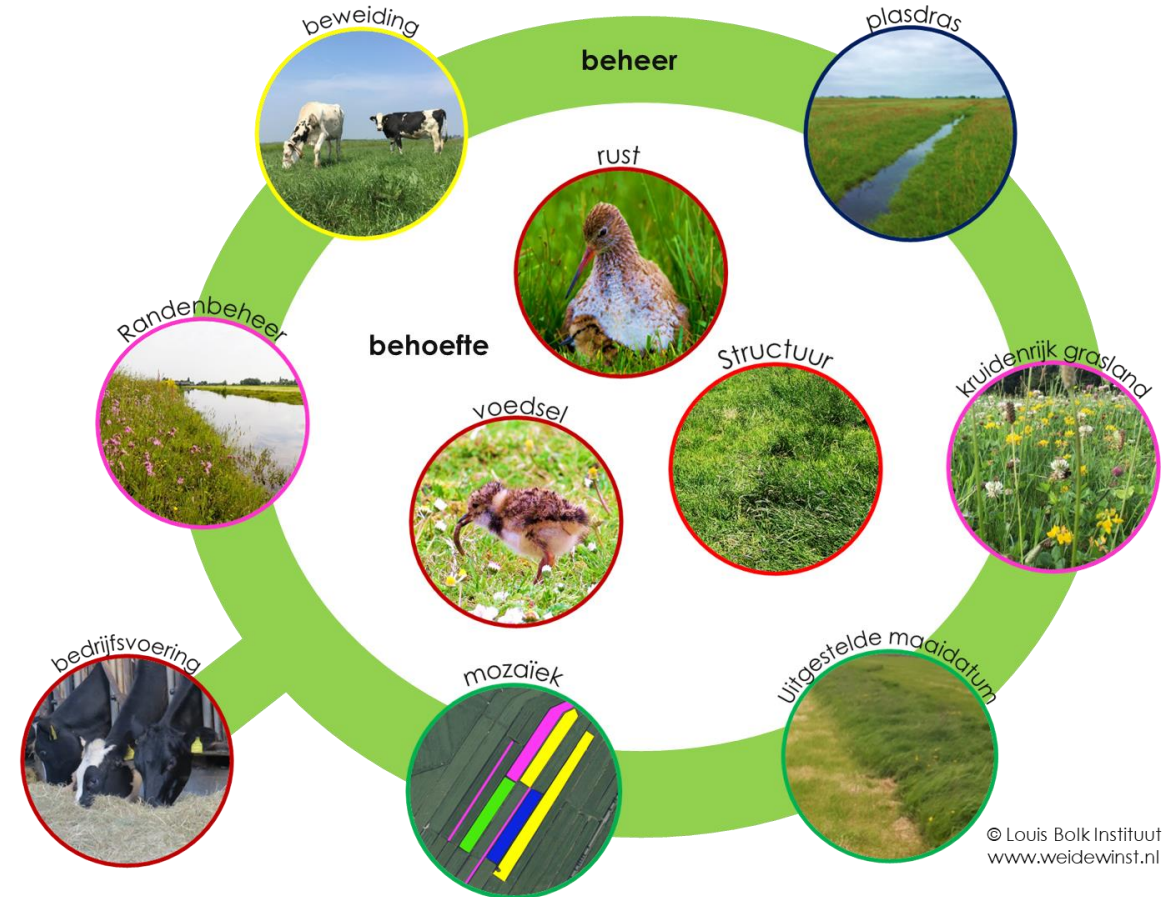 beweiding
beheer
plasdras
rust
Randenbeheer
behoefte
Structuur
kruidenrijk grasland
voedsel
bedrijfsvoering
mozaïek
Uitgestelde maaidatum
© Louis Bolk Instituut
www.weidewinst.nl